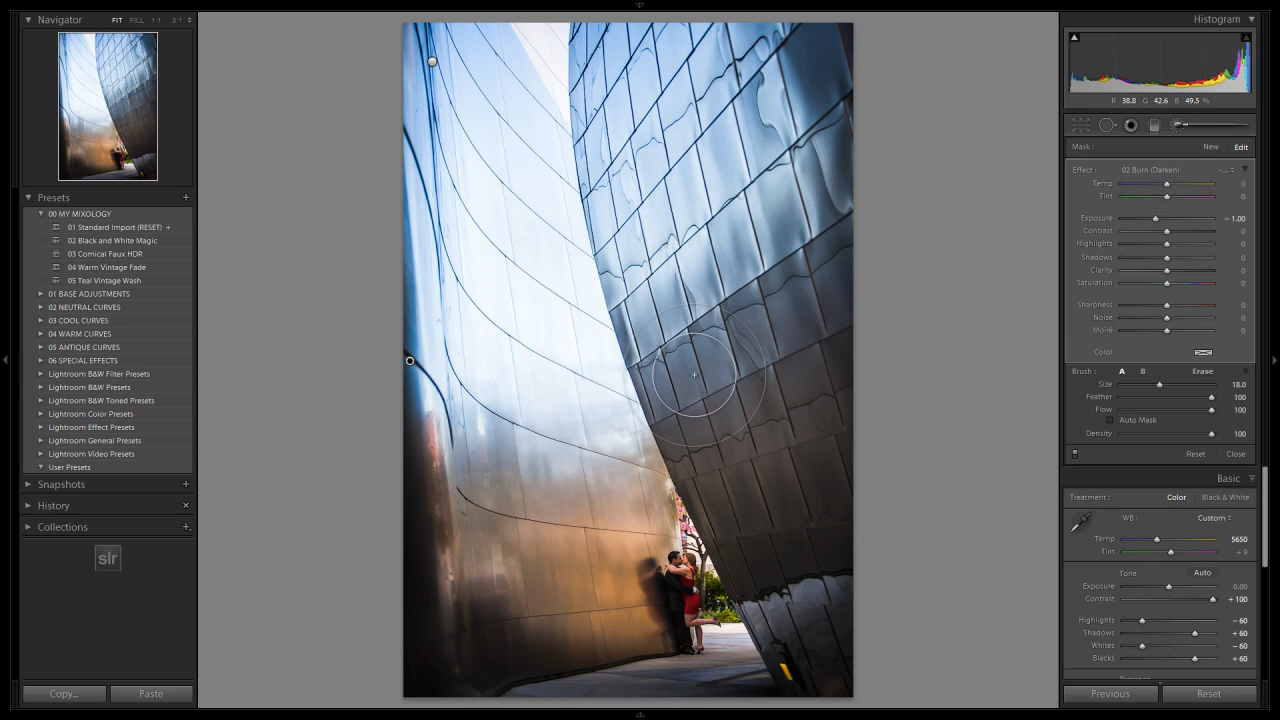 Navigator FIT FILL 1:1 3:1
Presets +
00 MY MIXOLOGY
01 Standard Import (RESET) +
02 Black and White Magic
03 Comical Faux HDR
04 Warm Vintage Fade
05 Teal Vintage Wash
01 BASE ADJUSTMENTS
02 NEUTRAL CURVES
03 COOL CURVES
04 WARM CURVES
05 ANTIQUE CURVES
06 SPECIAL EFFECTS
Lightroom B&W Filter Presets
Lightroom B&W Presets
Lightroom B&W Toned Presets
Lightroom Color Presets
Lightroom Effect Presets
Lightroom General Presets
Lightroom Video Presets
User Presets
Snapshots +
History ×
Collections +
slr
Copy... Paste
Histogram
R 38.8 G 42.6 B 49.5 %
Mask : New Edit
Effect : 02 Burn (Darken)
Temp 0
Tint 0
Exposure – 1.00
Contrast 0
Highlights 0
Shadows 0
Clarity 0
Saturation 0
Sharpness 0
Noise 0
Moiré 0
Color
Brush : A B Erase
Size 18.0
Feather 100
Flow 100
Auto Mask
Density 100
Reset Close
Basic
Treatment : Color Black & White
WB : Custom
Temp 5650
Tint + 9
Tone Auto
Exposure 0.00
Contrast + 100
Highlights – 60
Shadows + 60
Whites – 60
Blacks + 60
Previous Reset